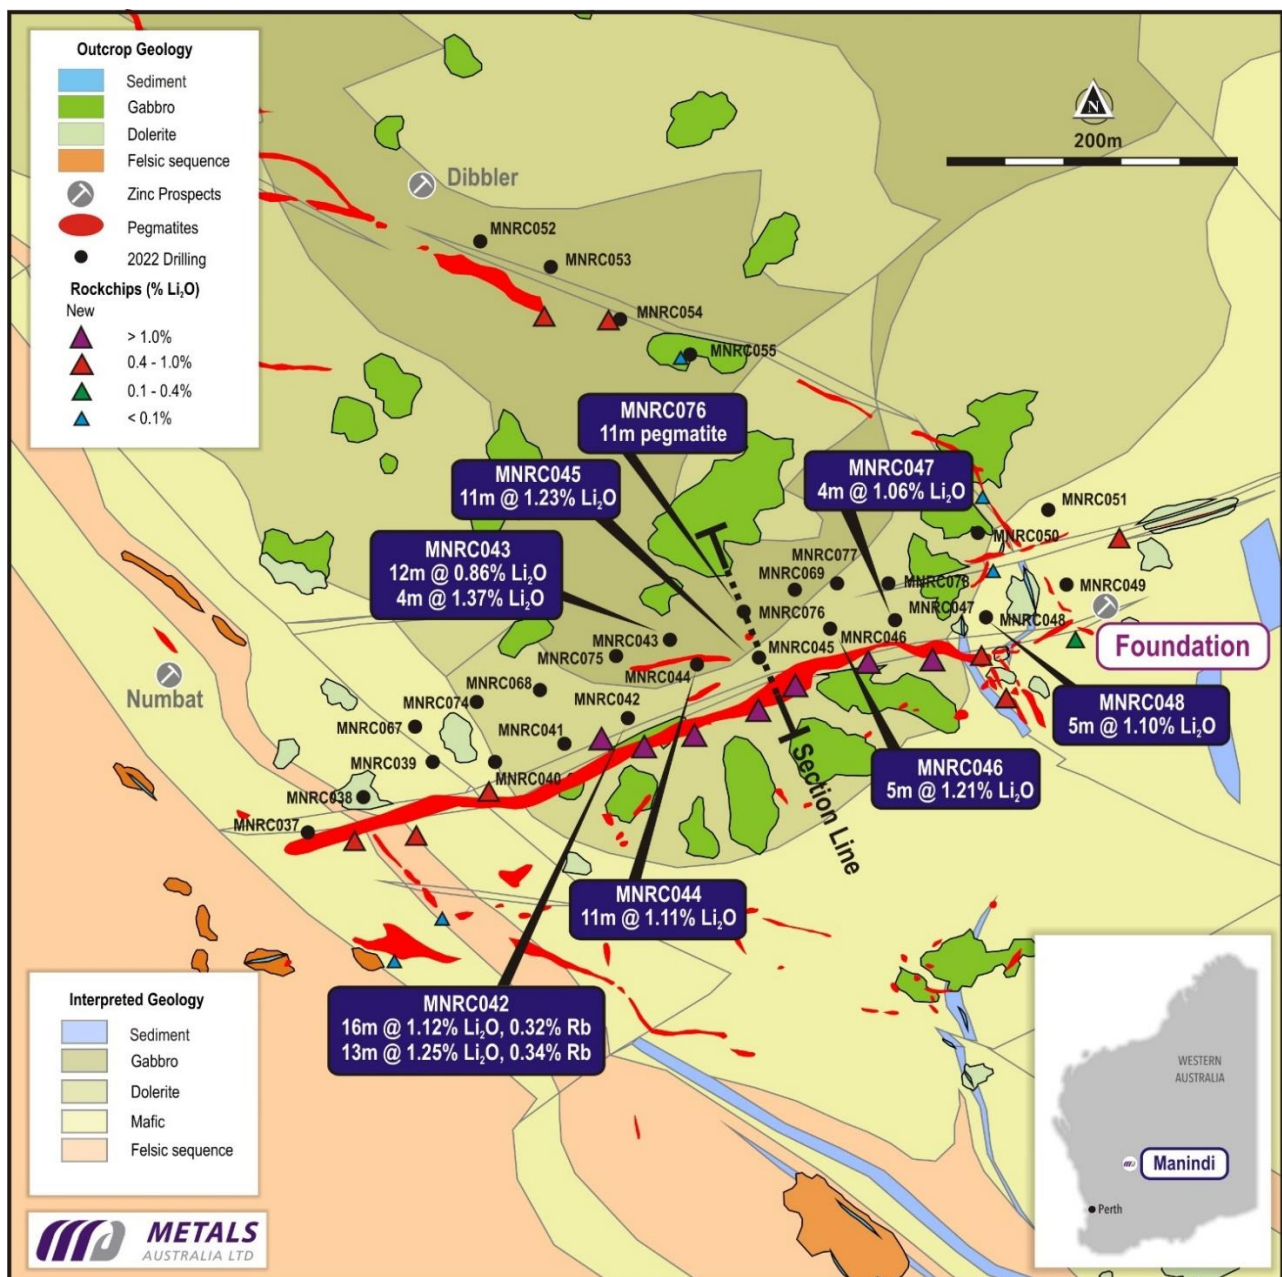 Outcrop Geology
Sediment
Gabbro
Dolerite
Felsic sequence
Zinc Prospects
Pegmatites
2022 Drilling
Rockchips (% Li₂O)
New
> 1.0%
0.4 - 1.0%
0.1 - 0.4%
< 0.1%
N
200m
Dibbler
MNRC052
MNRC053
MNRC054
MNRC055
MNRC076
11m pegmatite
MNRC045
11m @ 1.23% Li₂O
MNRC047
4m @ 1.06% Li₂O
MNRC043
12m @ 0.86% Li₂O
4m @ 1.37% Li₂O
MNRC051
MNRC050
MNRC077
MNRC069
MNRC078
MNRC049
MNRC076
MNRC047
MNRC048
MNRC046
MNRC043
MNRC045
MNRC075
MNRC044
Foundation
Numbat
MNRC068
MNRC074
MNRC042
MNRC067
MNRC041
MNRC039
MNRC040
MNRC038
MNRC037
Section Line
MNRC048
5m @ 1.10% Li₂O
MNRC046
5m @ 1.21% Li₂O
MNRC044
11m @ 1.11% Li₂O
MNRC042
16m @ 1.12% Li₂O, 0.32% Rb
13m @ 1.25% Li₂O, 0.34% Rb
Interpreted Geology
Sediment
Gabbro
Dolerite
Mafic
Felsic sequence
METALS
AUSTRALIA LTD
WESTERN
AUSTRALIA
Manindi
Perth